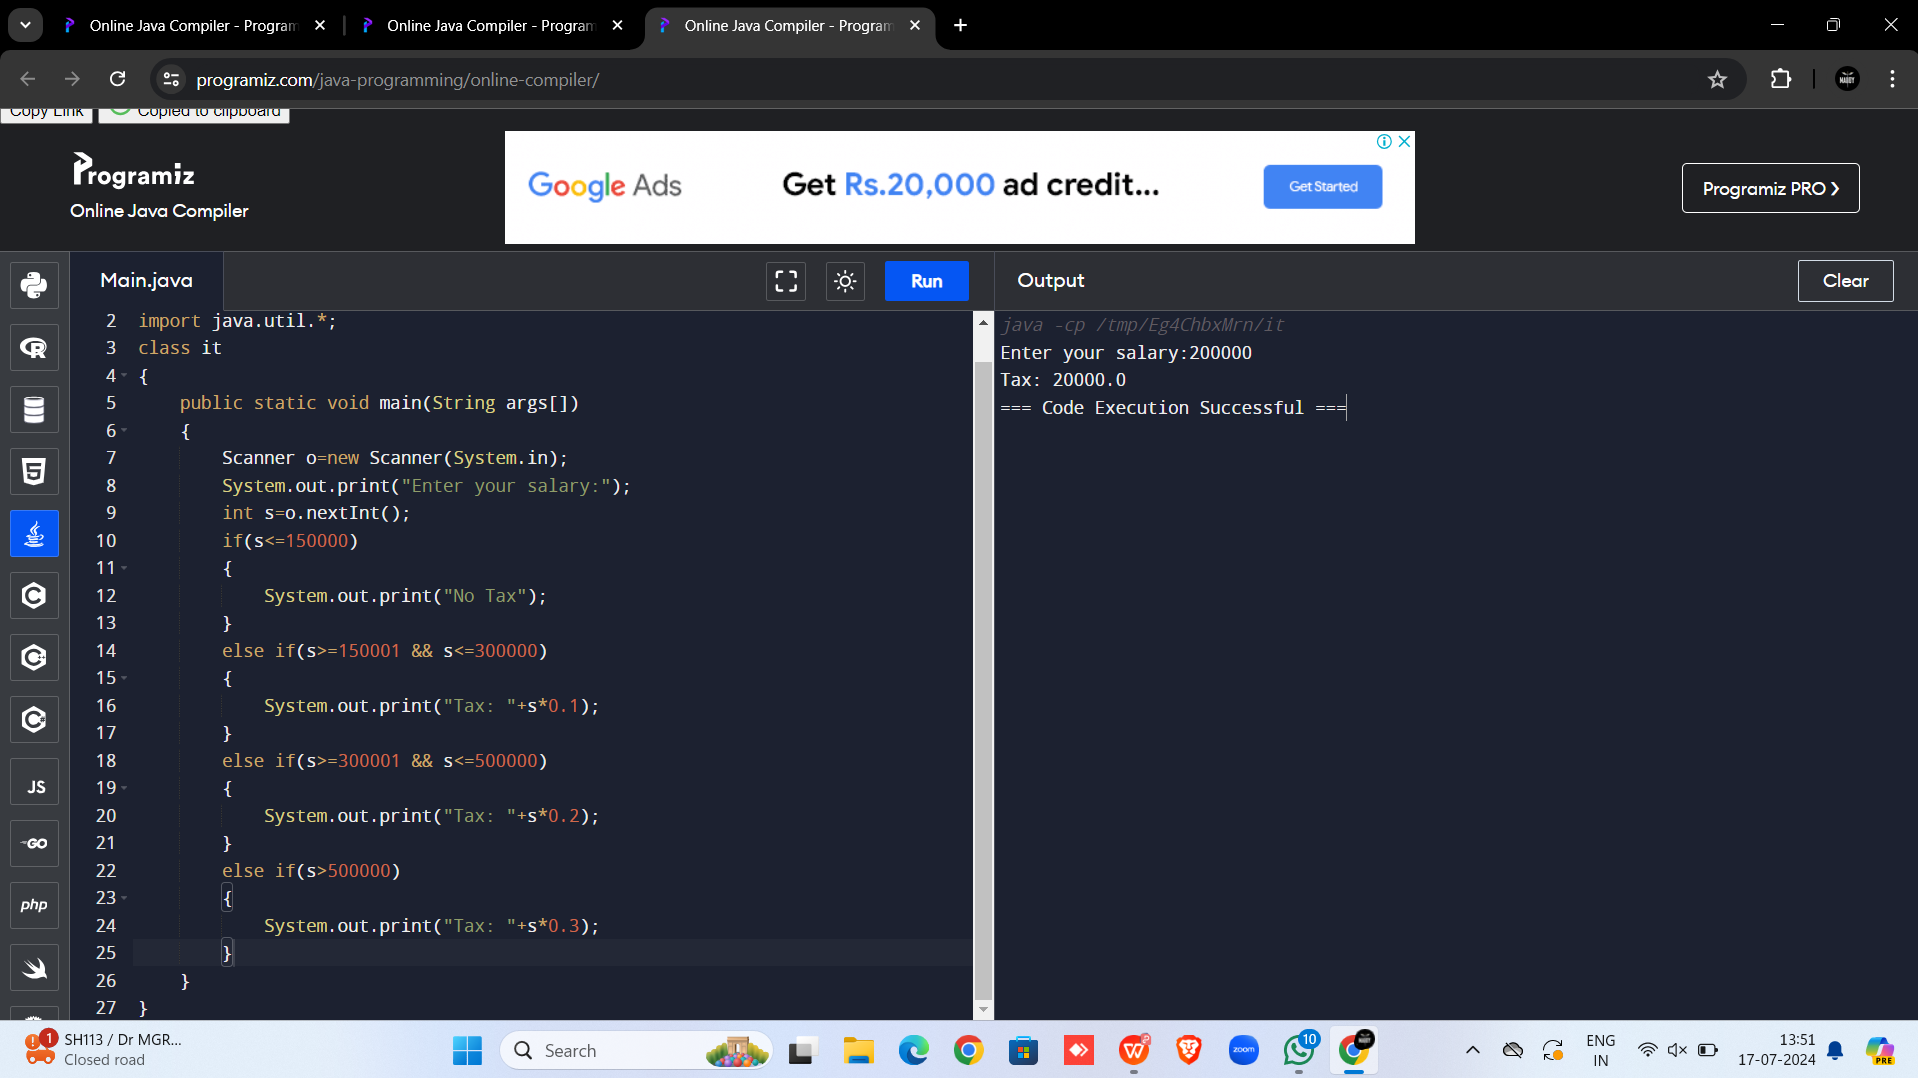 Online Java Compiler - Program
Online Java Compiler - Program
Online Java Compiler - Program
programiz.com/java-programming/online-compiler/
Copy Link
Copied to clipboard
Programiz
Online Java Compiler
Google Ads
Get Rs.20,000 ad credit...
Get Started
Programiz PRO
Main.java
Run
Output
Clear
2 import java.util.*;
3 class it
4 {
5 public static void main(String args[])
6 {
7 Scanner o=new Scanner(System.in);
8 System.out.print("Enter your salary:");
9 int s=o.nextInt();
10 if(s<=150000)
11 {
12 System.out.print("No Tax");
13 }
14 else if(s>=150001 && s<=300000)
15 {
16 System.out.print("Tax: "+s*0.1);
17 }
18 else if(s>=300001 && s<=500000)
19 {
20 System.out.print("Tax: "+s*0.2);
21 }
22 else if(s>500000)
23 {
24 System.out.print("Tax: "+s*0.3);
25 }
26 }
27 }
java -cp /tmp/Eg4ChbxMrn/it
Enter your salary:200000
Tax: 20000.0
=== Code Execution Successful ===
JS
GO
php
1
SH113 / Dr MGR...
Closed road
Search
zoom
10
ENG
IN
13:51
17-07-2024
PRE